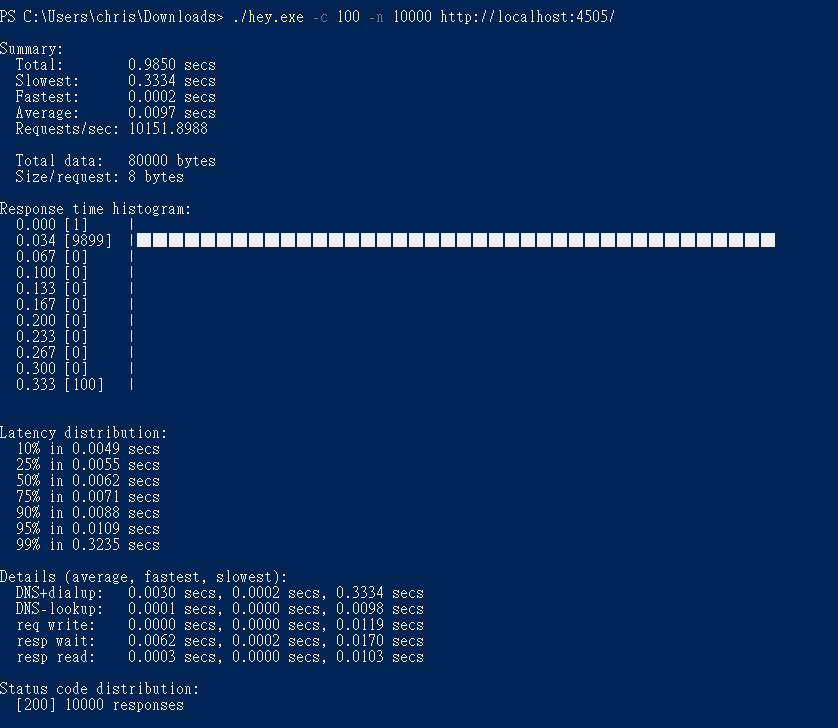 PS C:\Users\chris\Downloads> ./hey.exe -c 100 -n 10000 http://localhost:4505/
Summary:
Total: 0.9850 secs
Slowest: 0.3334 secs
Fastest: 0.0002 secs
Average: 0.0097 secs
Requests/sec: 10151.8988
Total data: 80000 bytes
Size/request: 8 bytes
Response time histogram:
0.000 [1] |
0.034 [9899] |■■■■■■■■■■■■■■■■■■■■■■■■■■■■■■■■■■■■■■■■
0.067 [0] |
0.100 [0] |
0.133 [0] |
0.167 [0] |
0.200 [0] |
0.233 [0] |
0.267 [0] |
0.300 [0] |
0.333 [100] |
Latency distribution:
10% in 0.0049 secs
25% in 0.0055 secs
50% in 0.0062 secs
75% in 0.0071 secs
90% in 0.0088 secs
95% in 0.0109 secs
99% in 0.3235 secs
Details (average, fastest, slowest):
DNS+dialup: 0.0030 secs, 0.0002 secs, 0.3334 secs
DNS-lookup: 0.0001 secs, 0.0000 secs, 0.0098 secs
req write: 0.0000 secs, 0.0000 secs, 0.0119 secs
resp wait: 0.0062 secs, 0.0002 secs, 0.0170 secs
resp read: 0.0003 secs, 0.0000 secs, 0.0103 secs
Status code distribution:
[200] 10000 responses